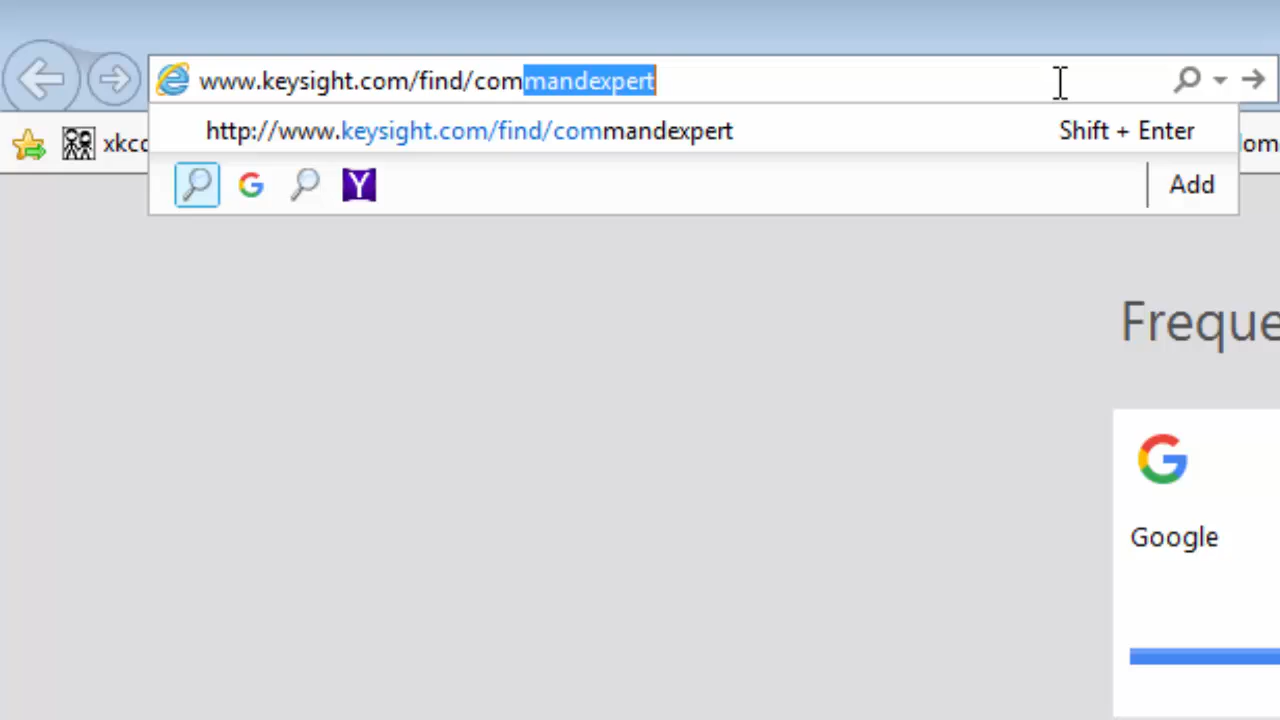 www.keysight.com/find/commandexpert
http://www.keysight.com/find/commandexpert Shift + Enter
xkc
om
Add
Freque
Google